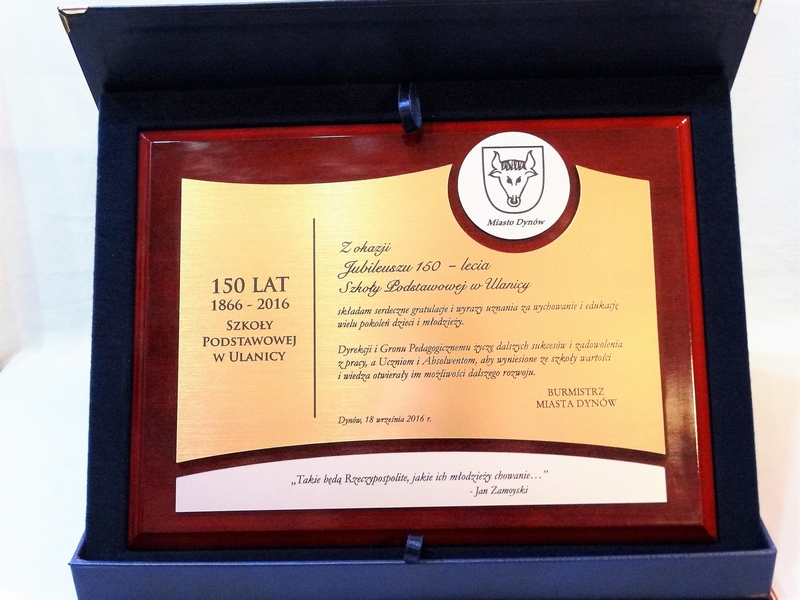 Miasto Dynów
150 LAT
1866 - 2016
SZKOŁY
PODSTAWOWEJ
W ULANICY
Z okazji
Jubileuszu 150 – lecia
Szkoły Podstawowej w Ulanicy
składam serdeczne gratulacje i wyrazy uznania za wychowanie i edukację
wielu pokoleń dzieci i młodzieży.
Dyrekcji i Gronu Pedagogicznemu życzę dalszych sukcesów i zadowolenia
z pracy, a Uczniom i Absolwentom, aby wyniesione ze szkoły wartości
i wiedza otwierały im możliwości dalszego rozwoju.
BURMISTRZ
MIASTA DYNÓW
Dynów, 18 września 2016 r.
„Takie będą Rzeczypospolite, jakie ich młodzieży chowanie…”
- Jan Zamoyski